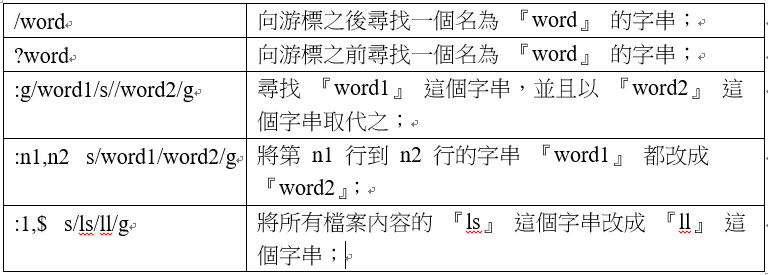 /word
向游標之後尋找一個名為 『word』 的字串；
?word
向游標之前尋找一個名為 『word』 的字串；
:g/word1/s//word2/g
尋找 『word1』 這個字串，並且以 『word2』 這
個字串取代之；
:n1,n2 s/word1/word2/g
將第 n1 行到 n2 行的字串 『word1』 都改成
『word2』；
:1,$ s/ls/ll/g
將所有檔案內容的 『ls』 這個字串改成 『ll』 這
個字串；